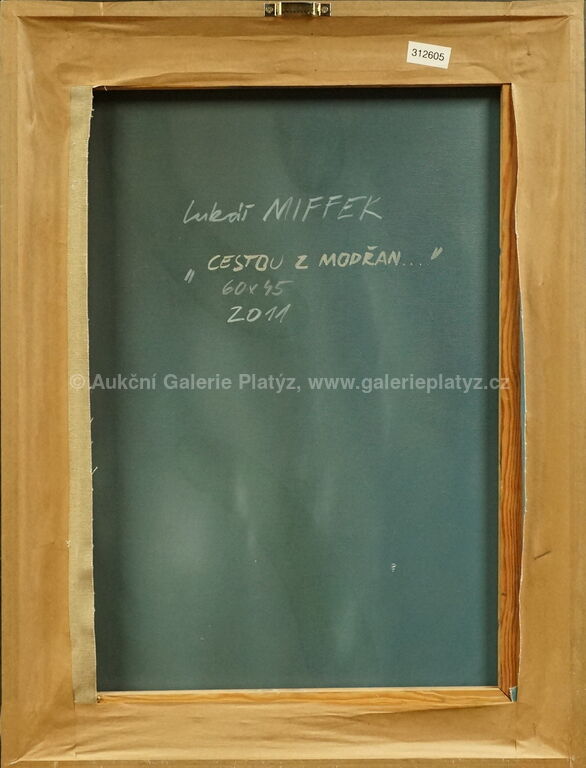 312605
Lukáš MIFFEK
„CESTOU Z MODŘAN...."
60x45
2011
© Aukční Galerie Platýz, www.galerieplatyz.cz